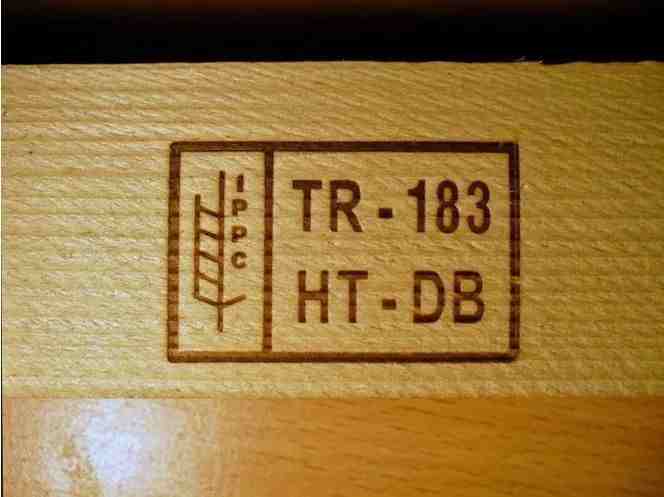 IPPC
TR - 183
HT - DB